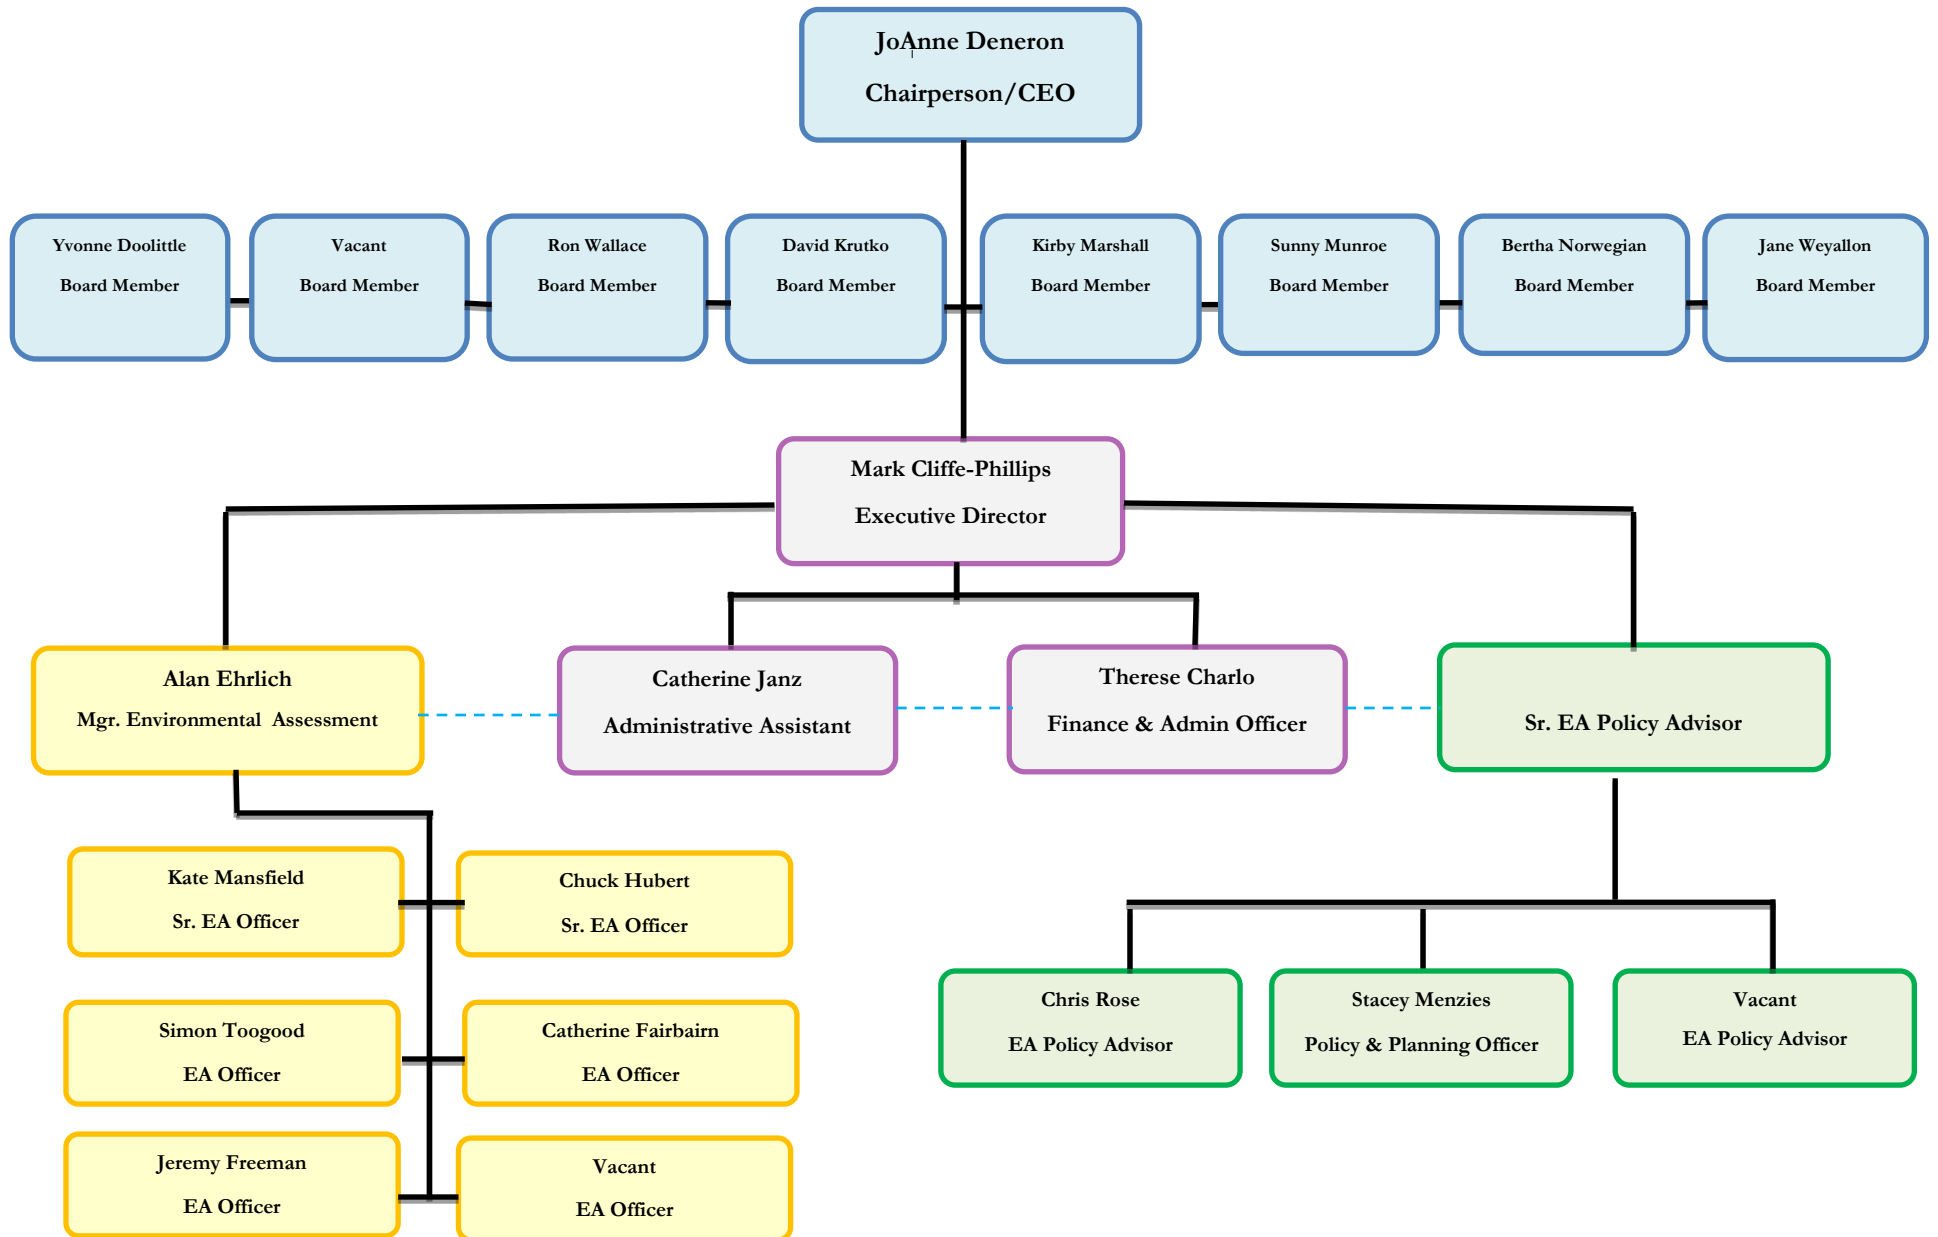 JoAnne Deneron
Chairperson/CEO
Yvonne Doolittle
Board Member
Vacant
Board Member
Ron Wallace
Board Member
David Krutko
Board Member
Kirby Marshall
Board Member
Sunny Munroe
Board Member
Bertha Norwegian
Board Member
Jane Weyallon
Board Member
Mark Cliffe-Phillips
Executive Director
Alan Ehrlich
Mgr. Environmental Assessment
Catherine Janz
Administrative Assistant
Therese Charlo
Finance & Admin Officer
Sr. EA Policy Advisor
Kate Mansfield
Sr. EA Officer
Chuck Hubert
Sr. EA Officer
Simon Toogood
EA Officer
Catherine Fairbairn
EA Officer
Jeremy Freeman
EA Officer
Vacant
EA Officer
Chris Rose
EA Policy Advisor
Stacey Menzies
Policy & Planning Officer
Vacant
EA Policy Advisor